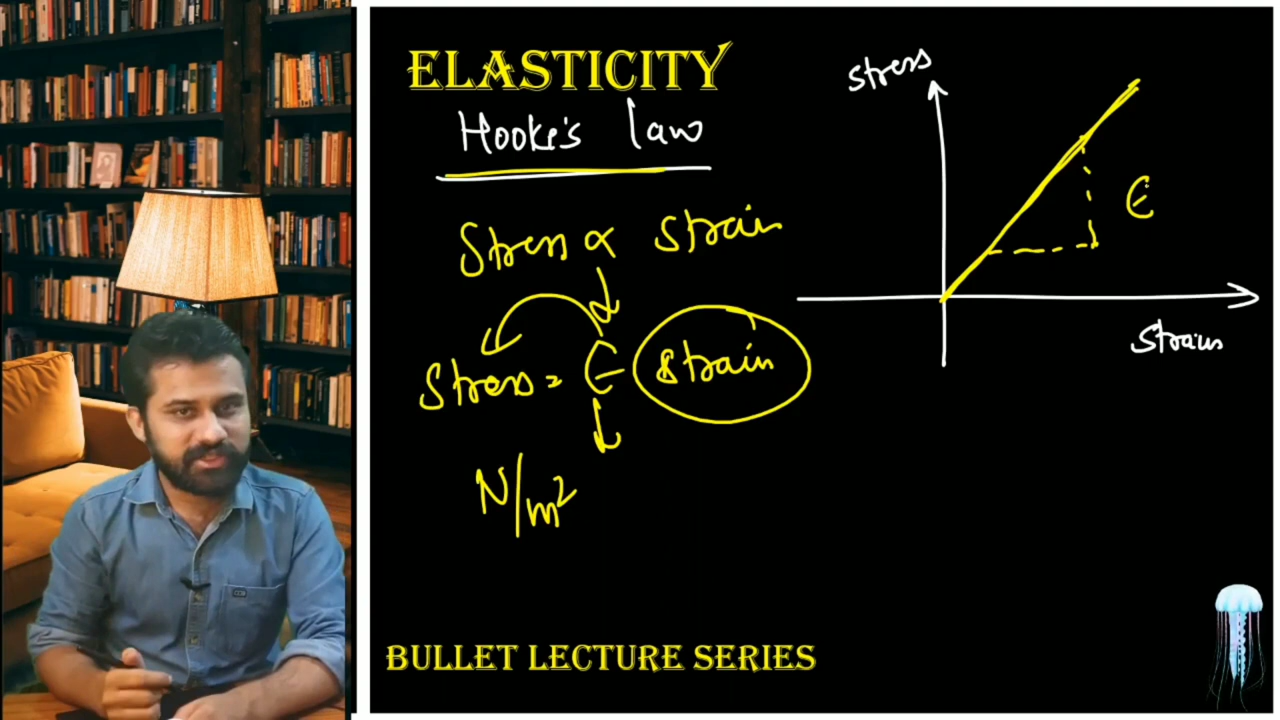 ELASTICITY
Hooke's law
Stress ∝ strain
Stress = E strain
N/m²
stress
E
strain
BULLET LECTURE SERIES